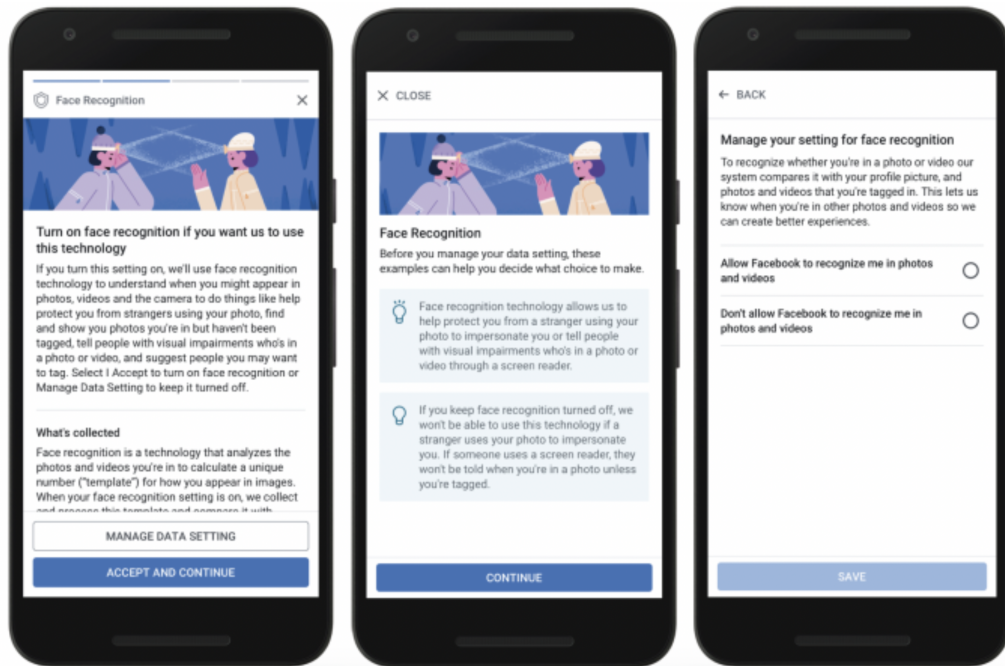 Face Recognition
Turn on face recognition if you want us to use
this technology
If you turn this setting on, we'll use face recognition
technology to understand when you might appear in
photos, videos and the camera to do things like help
protect you from strangers using your photo, find
and show you photos you're in but haven't been
tagged, tell people with visual impairments who's in
a photo or video, and suggest people you may want
to tag. Select I Accept to turn on face recognition or
Manage Data Setting to keep it turned off.
What's collected
Face recognition is a technology that analyzes the
photos and videos you're in to calculate a unique
number ("template") for how you appear in images.
When your face recognition setting is on, we collect
and process this template and compare it with
MANAGE DATA SETTING
ACCEPT AND CONTINUE
CLOSE
Face Recognition
Before you manage your data setting, these
examples can help you decide what choice to make.
Face recognition technology allows us to
help protect you from a stranger using your
photo to impersonate you or tell people
with visual impairments who's in a photo or
video through a screen reader.
If you keep face recognition turned off, we
won't be able to use this technology if a
stranger uses your photo to impersonate
you. If someone uses a screen reader, they
won't be told when you're in a photo unless
you're tagged.
CONTINUE
BACK
Manage your setting for face recognition
To recognize whether you're in a photo or video our
system compares it with your profile picture, and
photos and videos that you're tagged in. This lets us
know when you're in other photos and videos so we
can create better experiences.
Allow Facebook to recognize me in photos
and videos
Don't allow Facebook to recognize me in
photos and videos
SAVE